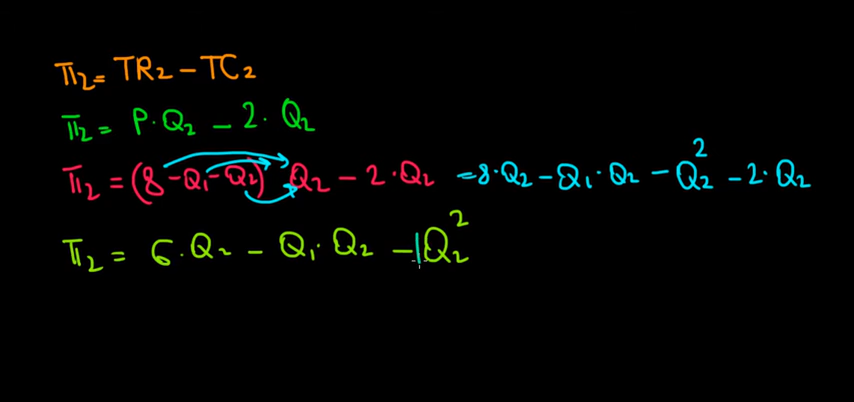 π₂ = TR₂ - TC₂
π₂ = P · Q₂ - 2 · Q₂
π₂ = (8 - Q₁ - Q₂) Q₂ - 2 · Q₂ = 8 · Q₂ - Q₁ · Q₂ - Q₂² - 2 · Q₂
π₂ = 6 · Q₂ - Q₁ · Q₂ - 1Q₂²